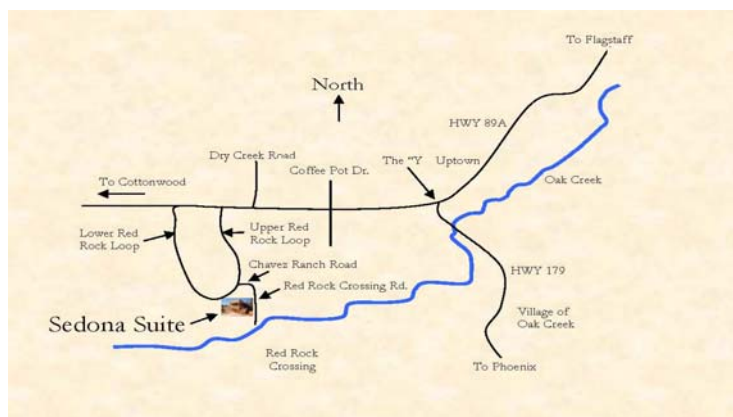 To Flagstaff
North
HWY 89A
Dry Creek Road
The "Y
Uptown
Coffee Pot Dr.
To Cottonwood
Oak Creek
Lower Red
Rock Loop
Upper Red
Rock Loop
Chavez Ranch Road
HWY 179
Red Rock Crossing Rd.
Sedona Suite
Village of
Oak Creek
Red Rock
Crossing
To Phoenix